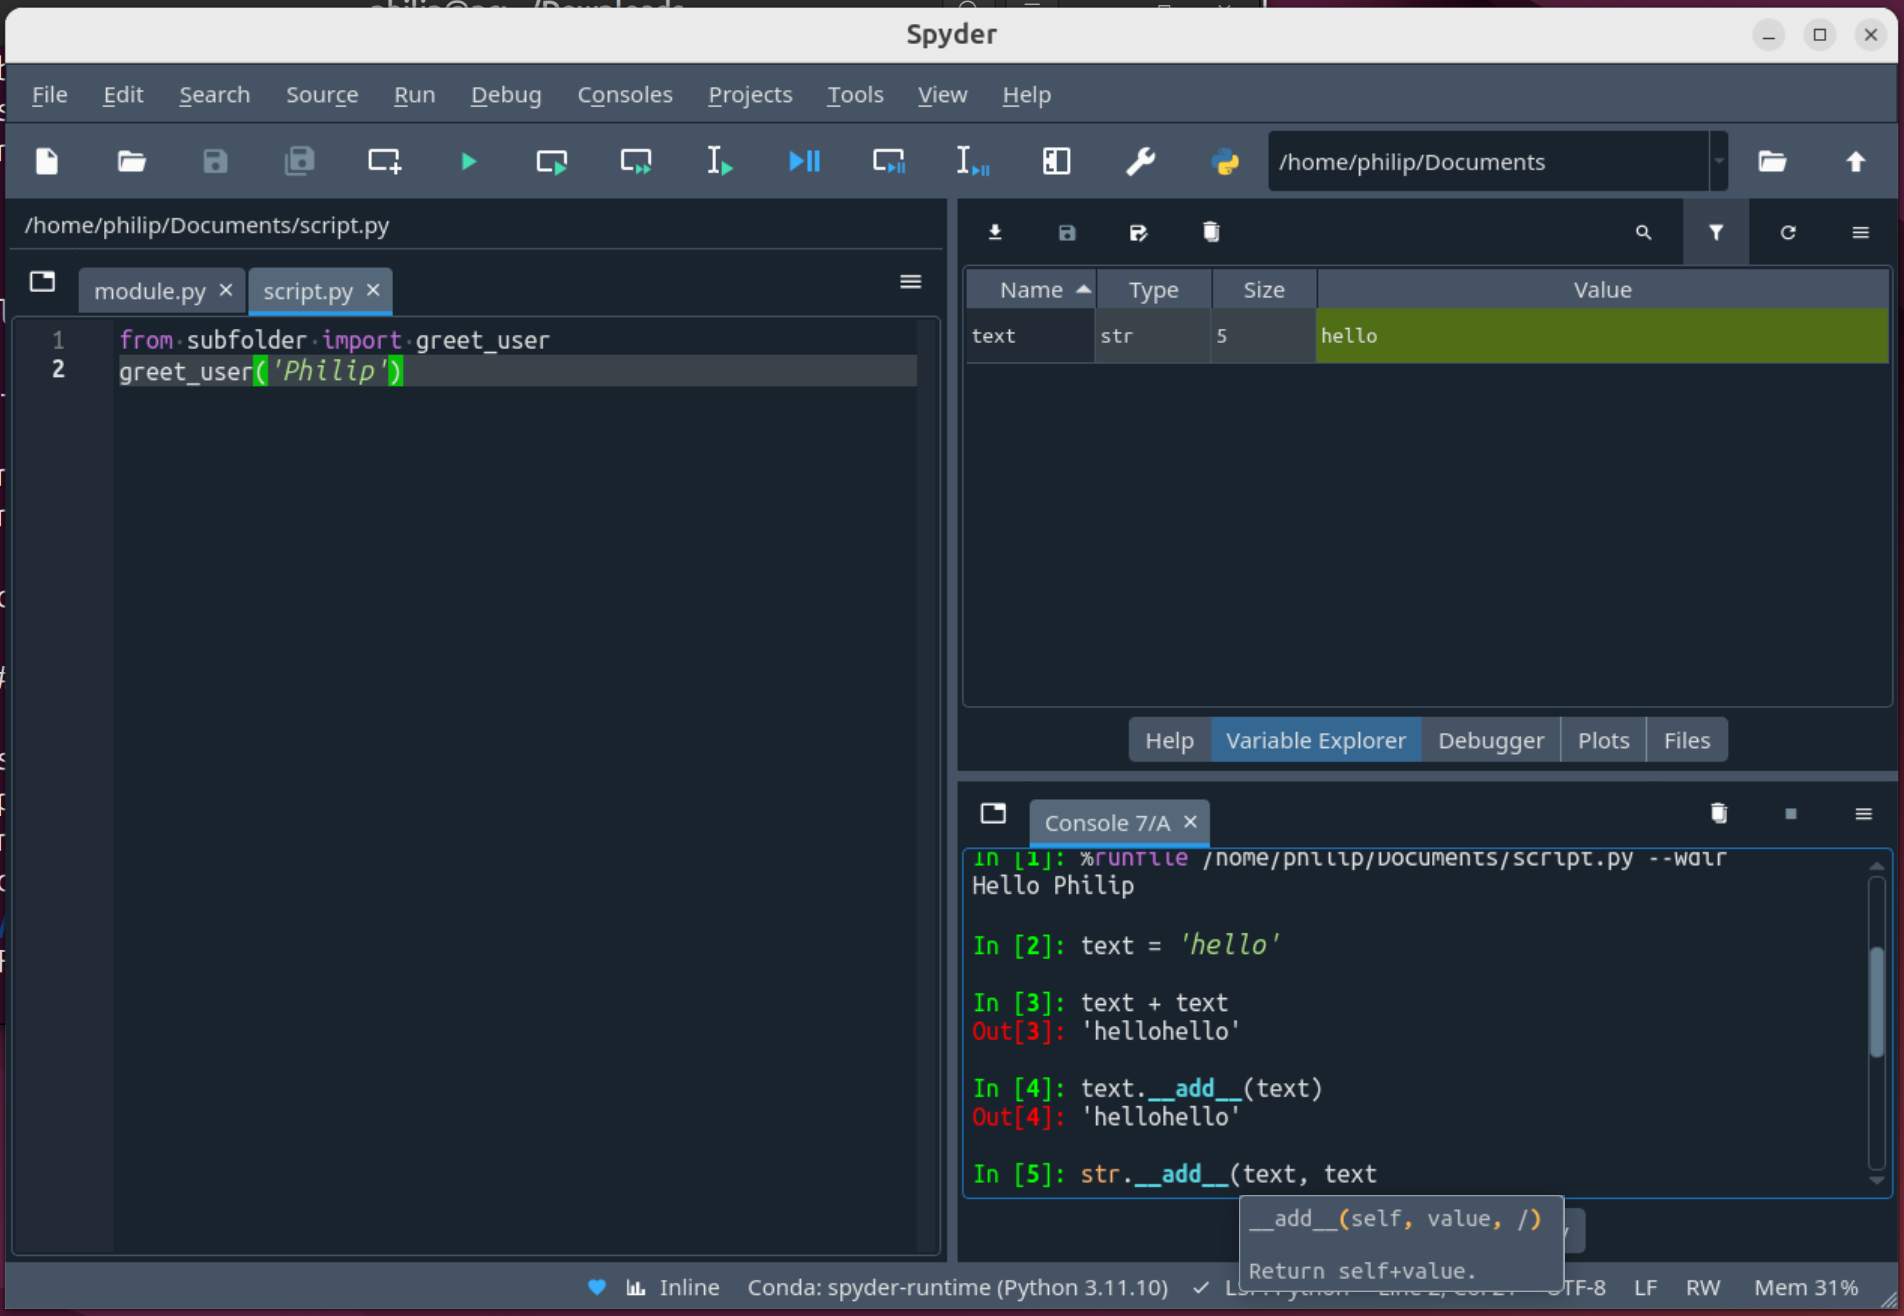 Spyder
File Edit Search Source Run Debug Consoles Projects Tools View Help
/home/philip/Documents
/home/philip/Documents/script.py
module.py
script.py
1 from subfolder import greet_user
2 greet_user('Philip')
Name Type Size Value
text str 5 hello
Help Variable Explorer Debugger Plots Files
Console 7/A
In [1]: %runfile /home/philip/Documents/script.py --wdir
Hello Philip
In [2]: text = 'hello'
In [3]: text + text
Out[3]: 'hellohello'
In [4]: text.__add__(text)
Out[4]: 'hellohello'
In [5]: str.__add__(text, text
__add__(self, value, /)
Return self+value.
Inline Conda: spyder-runtime (Python 3.11.10) TF-8 LF RW Mem 31%